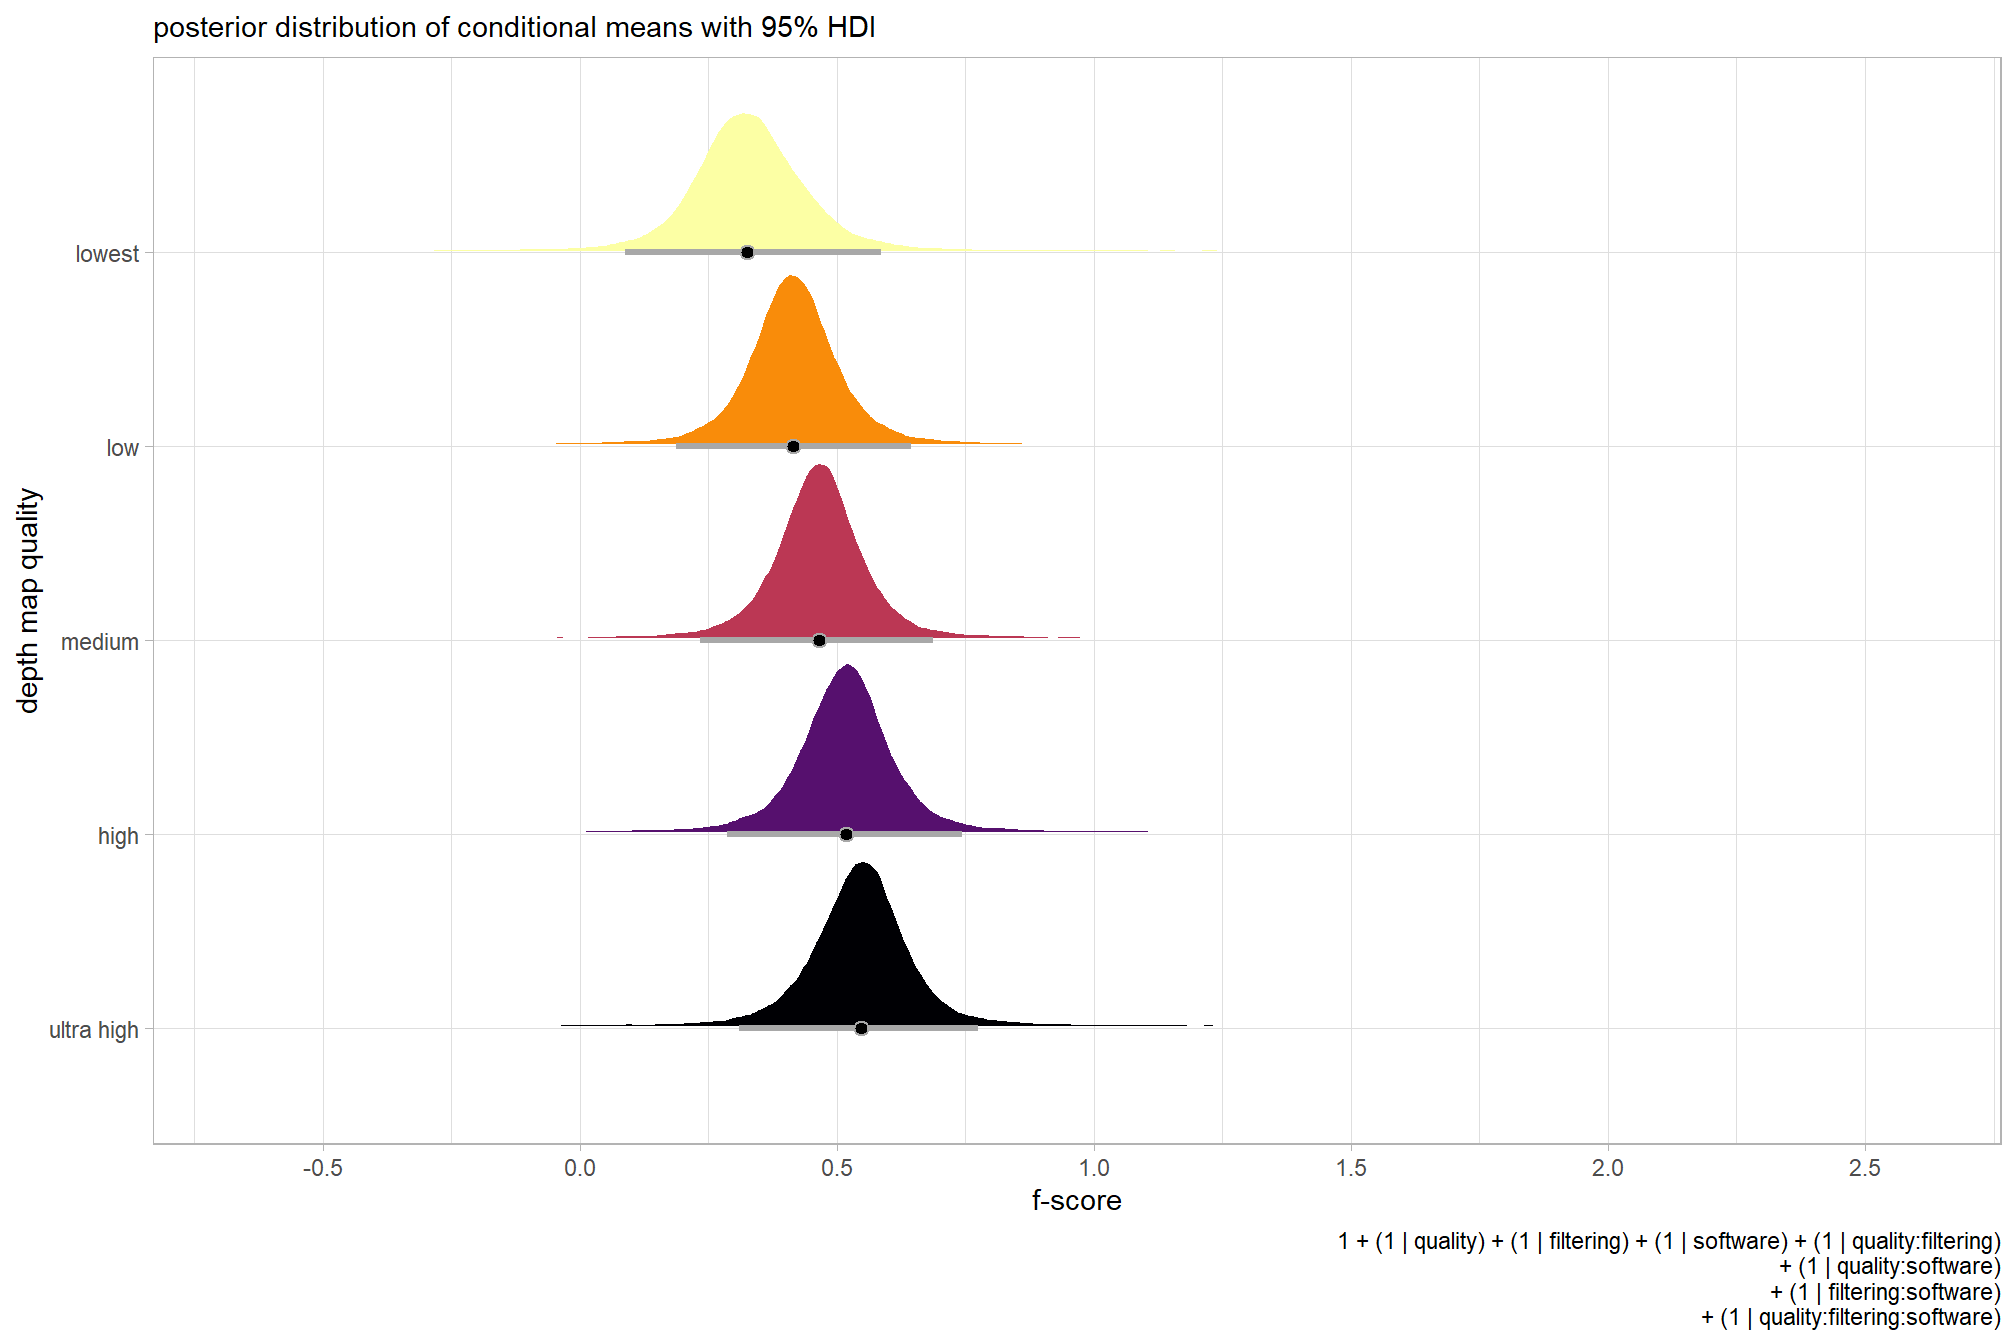 posterior distribution of conditional means with 95% HDI
depth map quality
lowest
low
medium
high
ultra high
-0.5 0.0 0.5 1.0 1.5 2.0 2.5
f-score
1 + (1 | quality) + (1 | filtering) + (1 | software) + (1 | quality:filtering)
+ (1 | quality:software)
+ (1 | filtering:software)
+ (1 | quality:filtering:software)